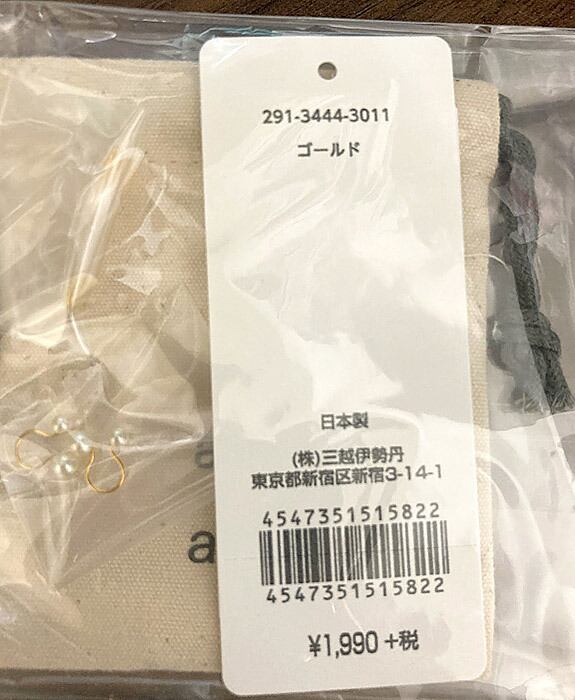 291-3444-3011
ゴールド
日本製
(株)三越伊勢丹
東京都新宿区新宿3-14-1
4547351515822
4547351515822
¥1,990+税
a
a